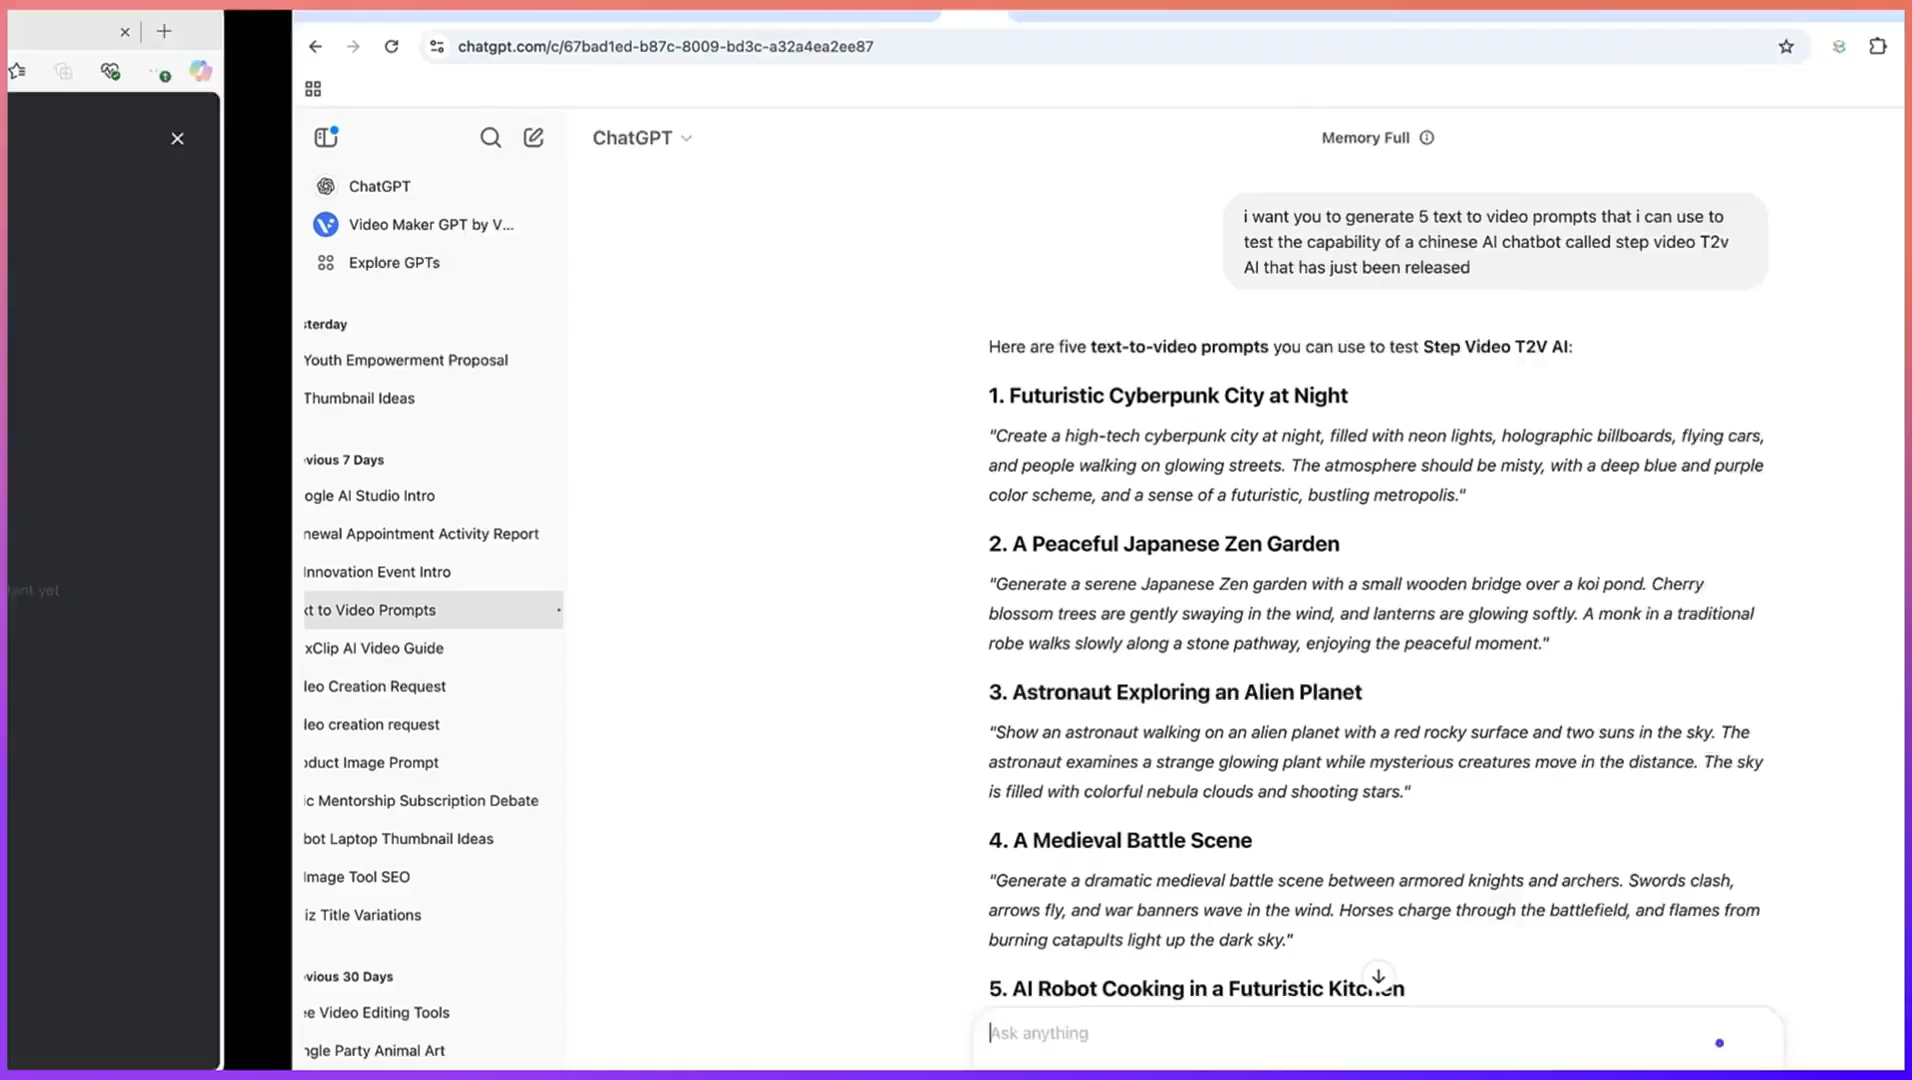 chatgpt.com/c/67bad1ed-b87c-8009-bd3c-a32a4ea2ee87
ChatGPT
Memory Full
ChatGPT
Video Maker GPT by V...
Explore GPTs
sterday
Youth Empowerment Proposal
Thumbnail Ideas
vious 7 Days
ogle AI Studio Intro
newal Appointment Activity Report
Innovation Event Intro
xt to Video Prompts
xClip AI Video Guide
leo Creation Request
leo creation request
oduct Image Prompt
ic Mentorship Subscription Debate
bot Laptop Thumbnail Ideas
Image Tool SEO
iz Title Variations
vious 30 Days
ee Video Editing Tools
ngle Party Animal Art
i want you to generate 5 text to video prompts that i can use to
test the capability of a chinese AI chatbot called step video T2v
AI that has just been released
Here are five text-to-video prompts you can use to test Step Video T2V AI:
1. Futuristic Cyberpunk City at Night
"Create a high-tech cyberpunk city at night, filled with neon lights, holographic billboards, flying cars,
and people walking on glowing streets. The atmosphere should be misty, with a deep blue and purple
color scheme, and a sense of a futuristic, bustling metropolis."
2. A Peaceful Japanese Zen Garden
"Generate a serene Japanese Zen garden with a small wooden bridge over a koi pond. Cherry
blossom trees are gently swaying in the wind, and lanterns are glowing softly. A monk in a traditional
robe walks slowly along a stone pathway, enjoying the peaceful moment."
3. Astronaut Exploring an Alien Planet
"Show an astronaut walking on an alien planet with a red rocky surface and two suns in the sky. The
astronaut examines a strange glowing plant while mysterious creatures move in the distance. The sky
is filled with colorful nebula clouds and shooting stars."
4. A Medieval Battle Scene
"Generate a dramatic medieval battle scene between armored knights and archers. Swords clash,
arrows fly, and war banners wave in the wind. Horses charge through the battlefield, and flames from
burning catapults light up the dark sky."
5. AI Robot Cooking in a Futuristic Kitchen
Ask anything